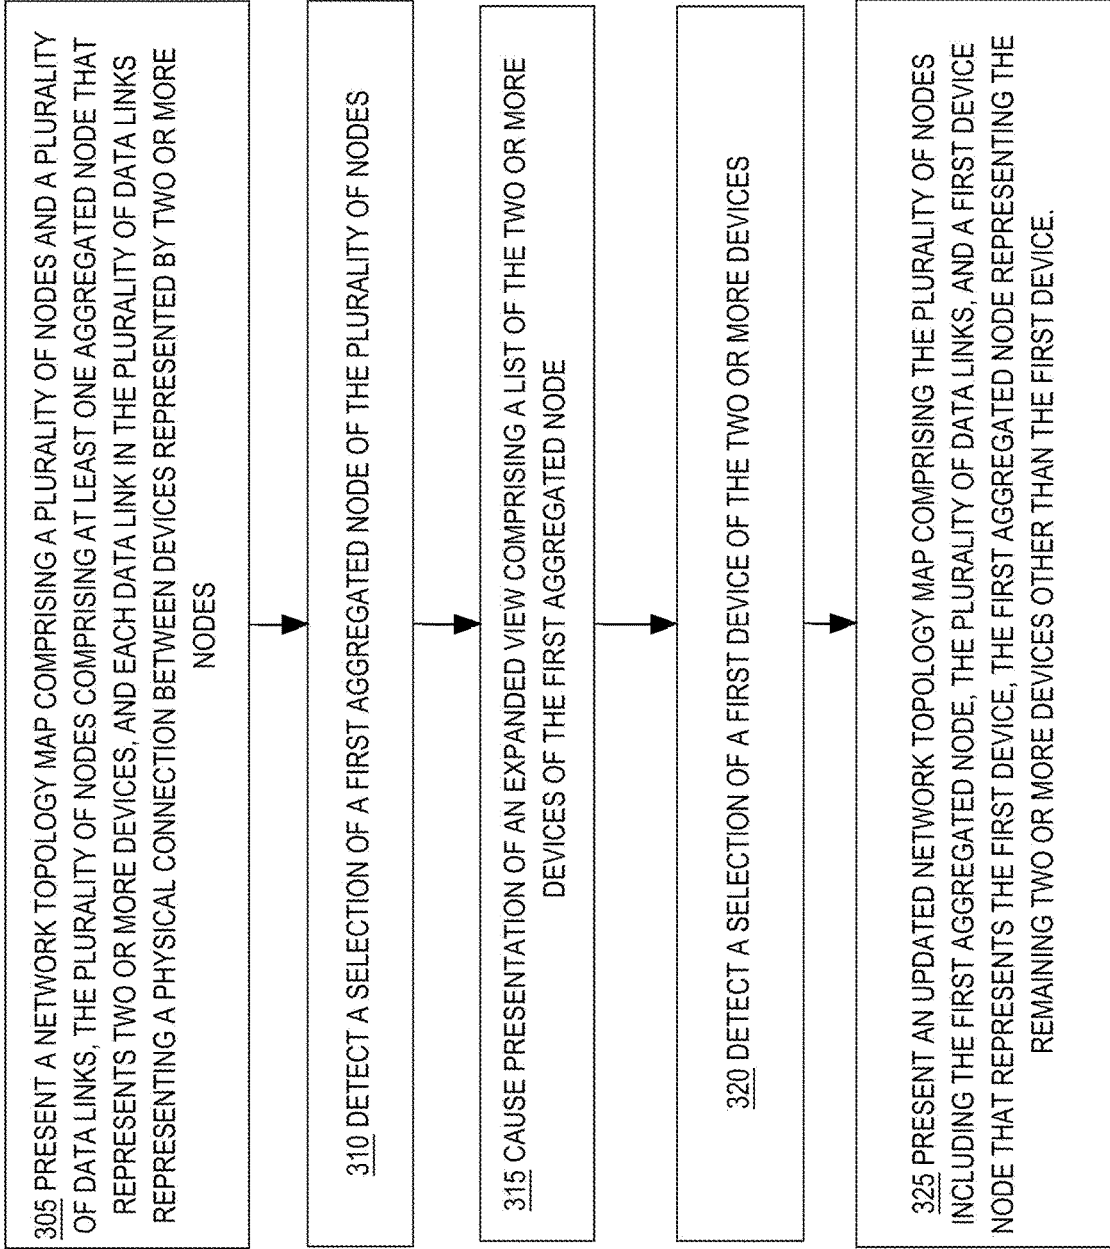 305 PRESENT A NETWORK TOPOLOGY MAP COMPRISING A PLURALITY OF NODES AND A PLURALITY
OF DATA LINKS, THE PLURALITY OF NODES COMPRISING AT LEAST ONE AGGREGATED NODE THAT
REPRESENTS TWO OR MORE DEVICES, AND EACH DATA LINK IN THE PLURALITY OF DATA LINKS
REPRESENTING A PHYSICAL CONNECTION BETWEEN DEVICES REPRESENTED BY TWO OR MORE
NODES
310 DETECT A SELECTION OF A FIRST AGGREGATED NODE OF THE PLURALITY OF NODES
315 CAUSE PRESENTATION OF AN EXPANDED VIEW COMPRISING A LIST OF THE TWO OR MORE
DEVICES OF THE FIRST AGGREGATED NODE
320 DETECT A SELECTION OF A FIRST DEVICE OF THE TWO OR MORE DEVICES
325 PRESENT AN UPDATED NETWORK TOPOLOGY MAP COMPRISING THE PLURALITY OF NODES
INCLUDING THE FIRST AGGREGATED NODE, THE PLURALITY OF DATA LINKS, AND A FIRST DEVICE
NODE THAT REPRESENTS THE FIRST DEVICE, THE FIRST AGGREGATED NODE REPRESENTING THE
REMAINING TWO OR MORE DEVICES OTHER THAN THE FIRST DEVICE.